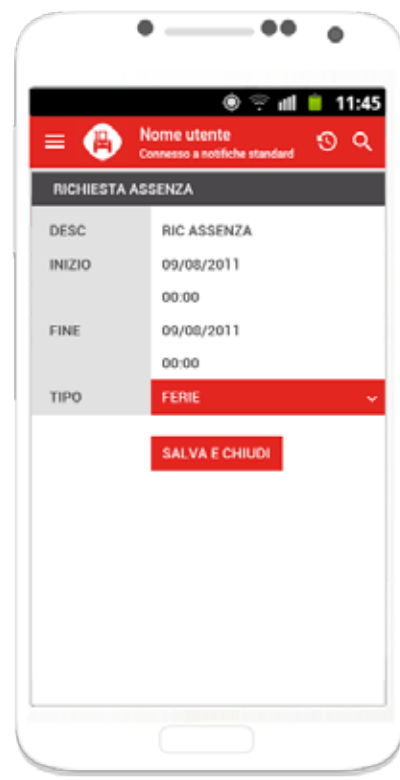 11:45
Nome utente
Connesso a notifiche standard
RICHIESTA ASSENZA
DESC RIC ASSENZA
INIZIO 09/08/2011
00:00
FINE 09/08/2011
00:00
TIPO FERIE
SALVA E CHIUDI